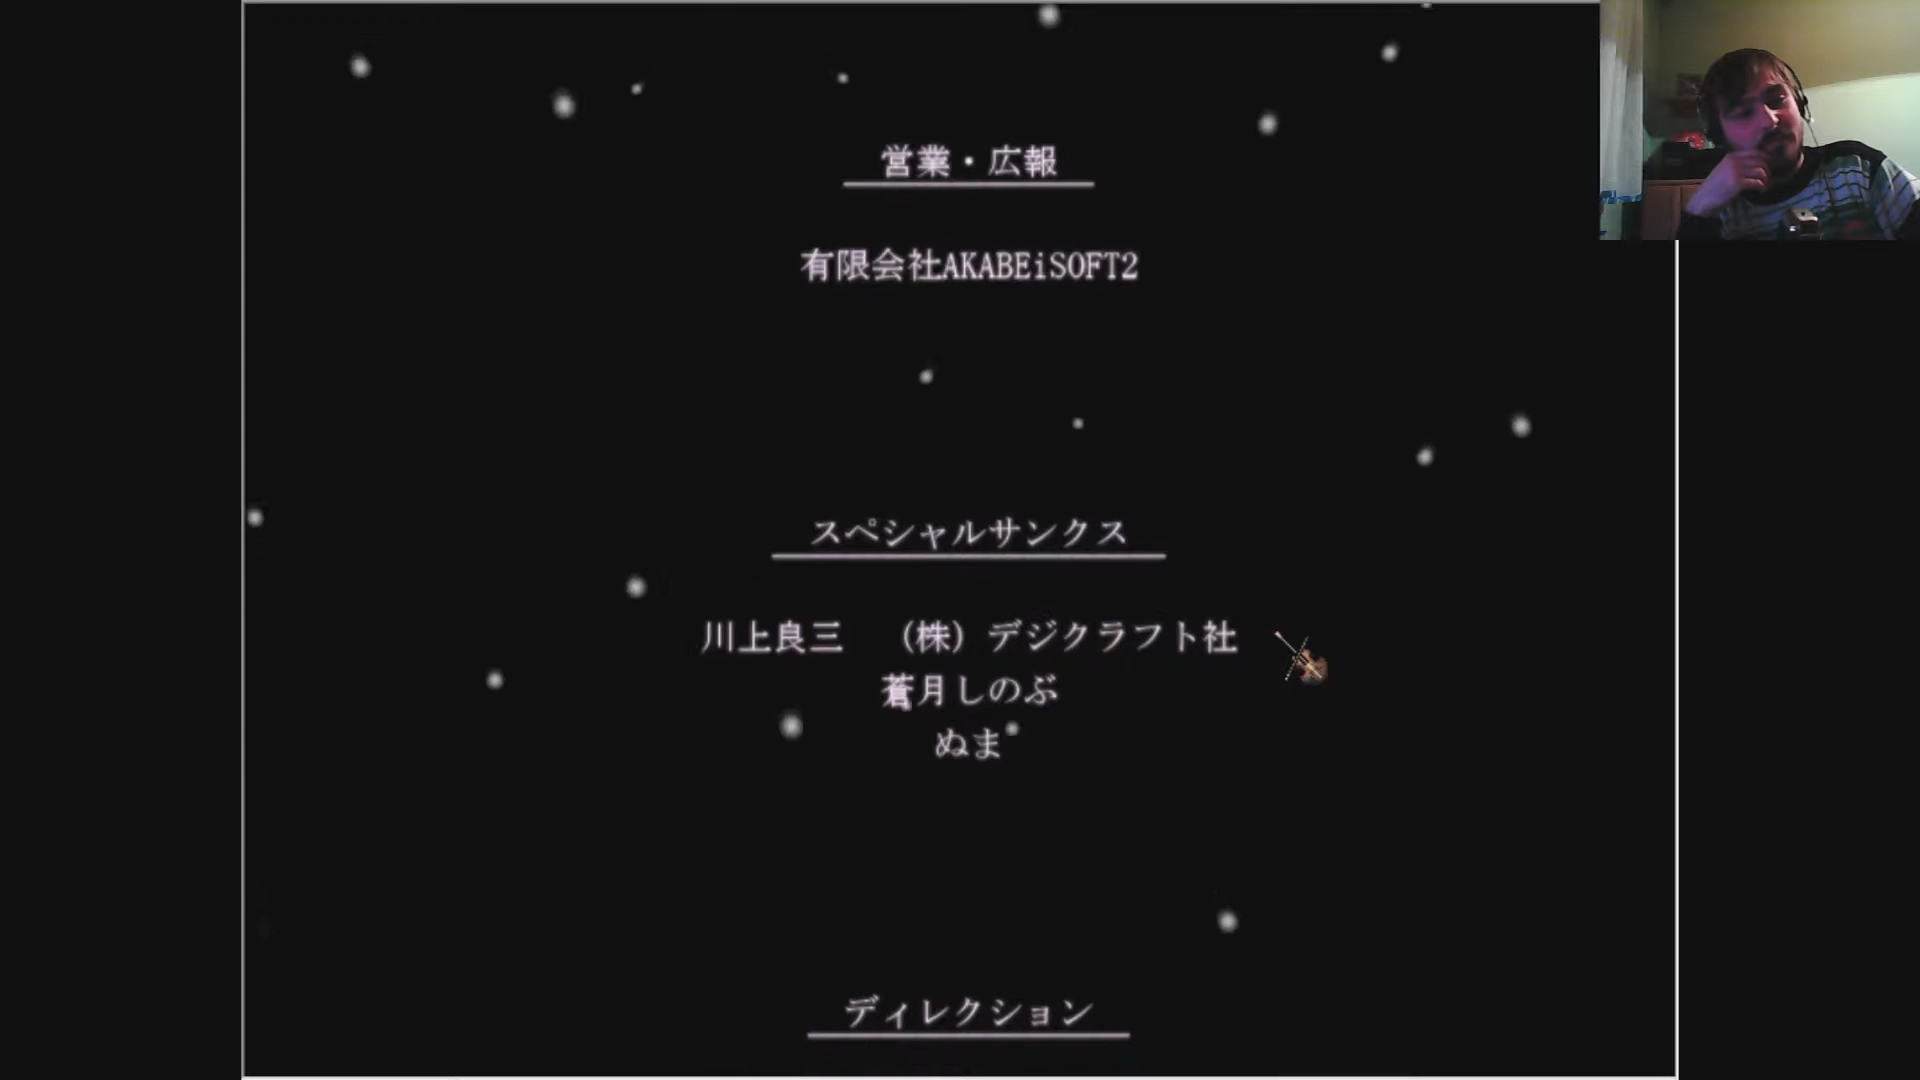 営業・広報
有限会社AKABEiSOFT2
スペシャルサンクス
川上良三　（株）デジクラフト社
蒼月しのぶ
ぬま
ディレクション